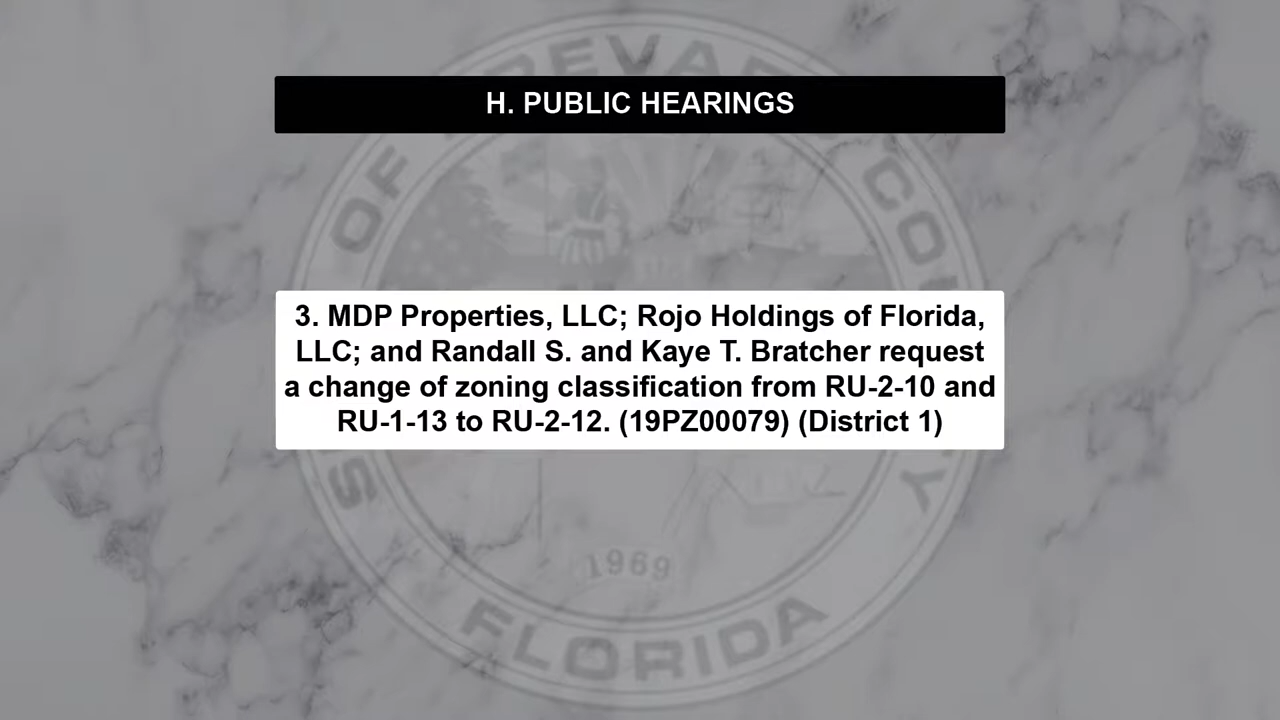 H. PUBLIC HEARINGS
3. MDP Properties, LLC; Rojo Holdings of Florida,
LLC; and Randall S. and Kaye T. Bratcher request
a change of zoning classification from RU-2-10 and
RU-1-13 to RU-2-12. (19PZ00079) (District 1)
OF
1969
FLORIDA